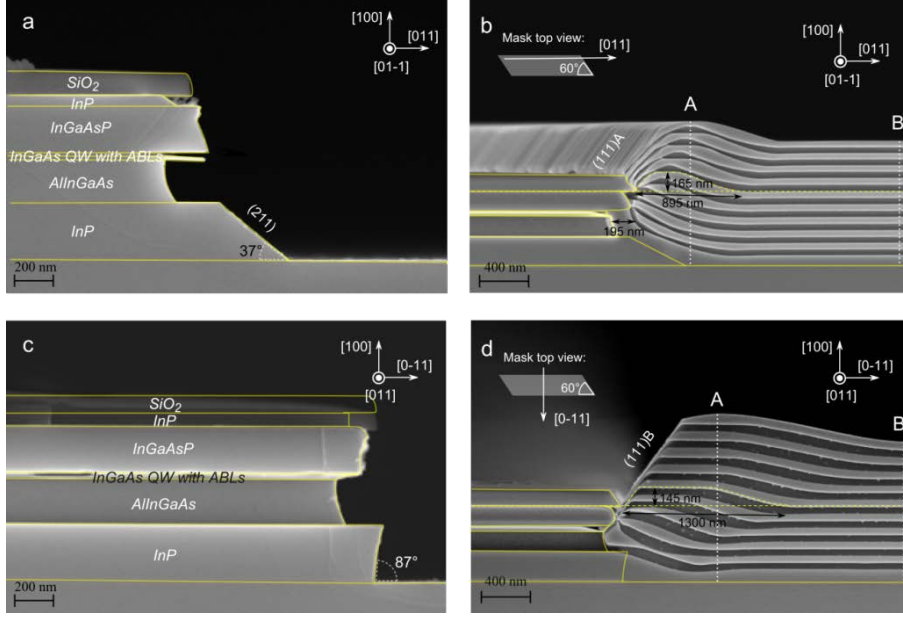 a
[100]
[011]
[01-1]
SiO2
InP
InGaAsP
InGaAs QW with ABLs
AlInGaAs
(211)
InP
37°
200 nm
b
Mask top view:
[011]
60°
[100]
[011]
[01-1]
A
B
(111)A
165 nm
895 nm
195 nm
400 nm
c
[100]
[0-11]
[011]
SiO2
InP
InGaAsP
InGaAs QW with ABLs
AlInGaAs
InP
87°
200 nm
d
Mask top view:
60°
[0-11]
[100]
[0-11]
[011]
A
B
(111)B
145 nm
1300 nm
400 nm